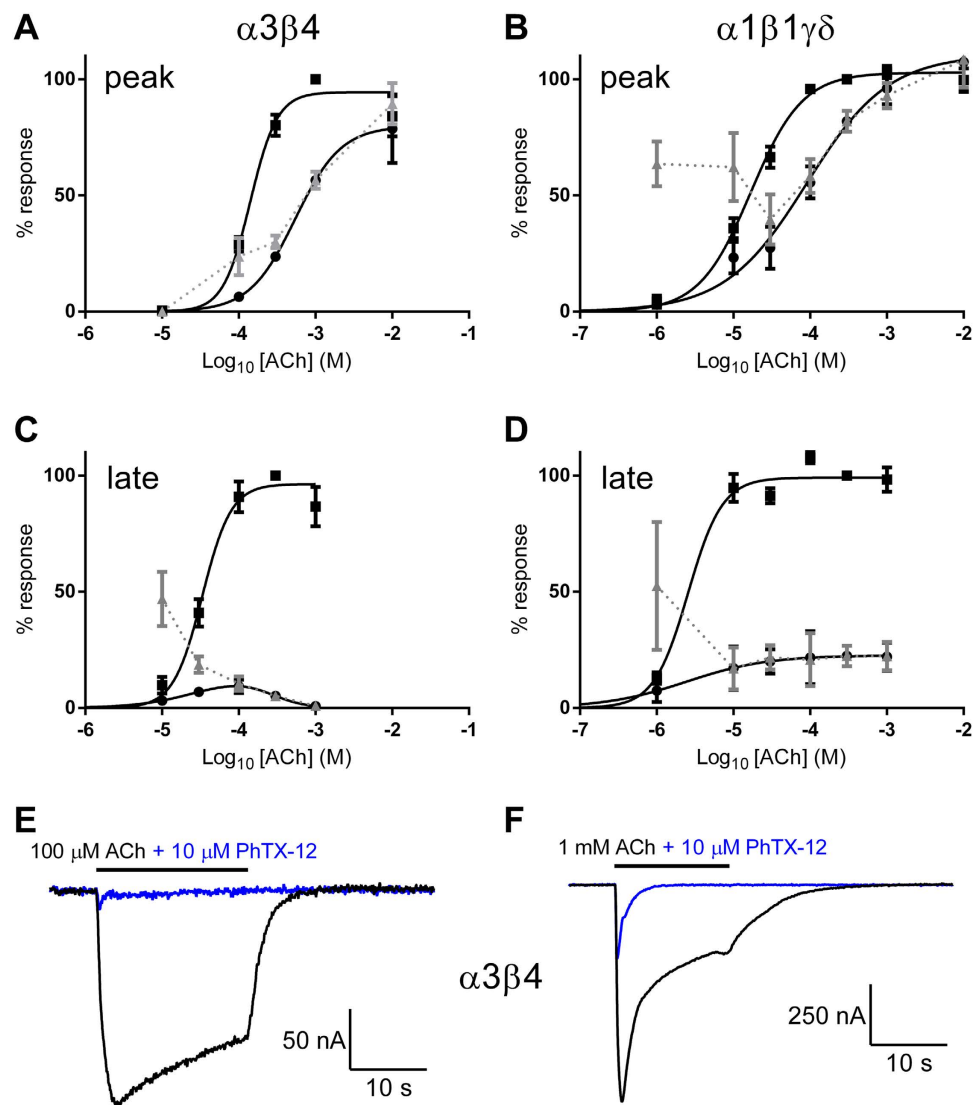 A
α3β4
peak
% response
100
50
0
-6
-5
-4
-3
-2
-1
Log10 [ACh] (M)
B
α1β1γδ
peak
% response
100
50
0
-7
-6
-5
-4
-3
-2
Log10 [ACh] (M)
C
late
% response
100
50
0
-6
-5
-4
-3
-2
-1
Log10 [ACh] (M)
D
late
% response
100
50
0
-7
-6
-5
-4
-3
-2
Log10 [ACh] (M)
E
100 μM ACh + 10 μM PhTX-12
50 nA
10 s
α3β4
F
1 mM ACh + 10 μM PhTX-12
250 nA
10 s